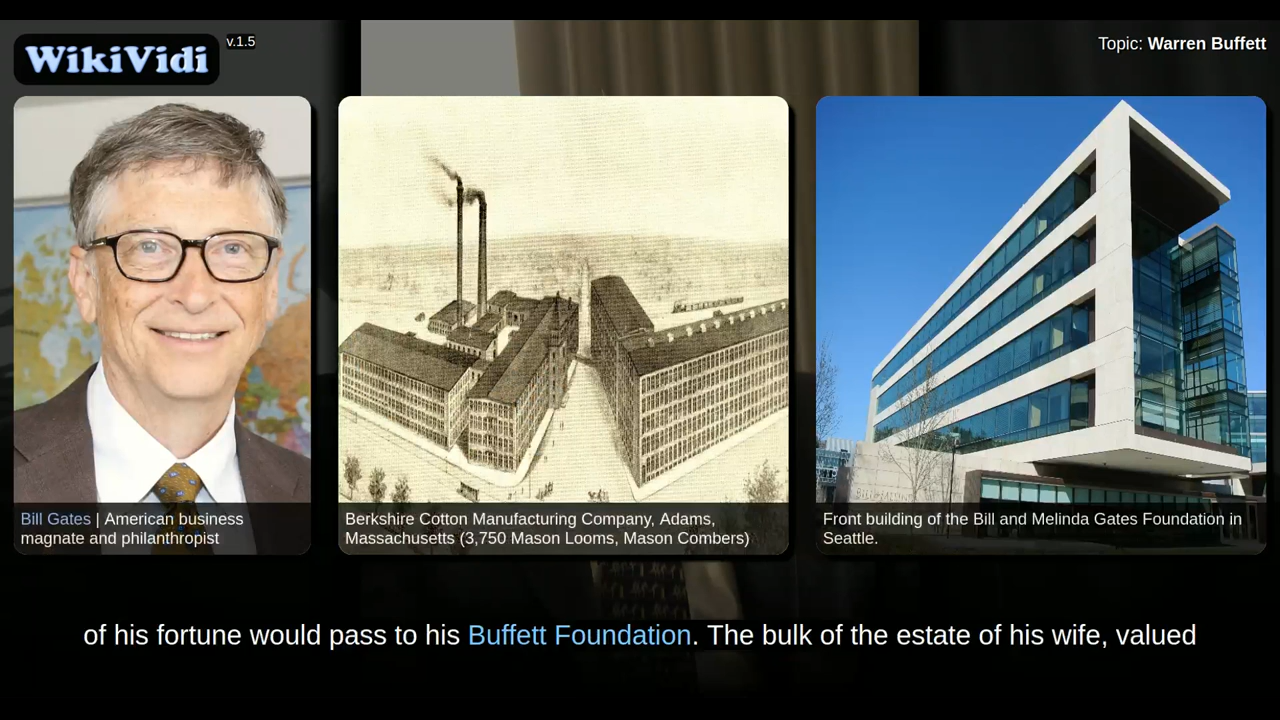 WikiVidi
v.1.5
Topic: Warren Buffett
Bill Gates | American business
magnate and philanthropist
Berkshire Cotton Manufacturing Company, Adams,
Massachusetts (3,750 Mason Looms, Mason Combers)
Front building of the Bill and Melinda Gates Foundation in
Seattle.
of his fortune would pass to his Buffett Foundation. The bulk of the estate of his wife, valued